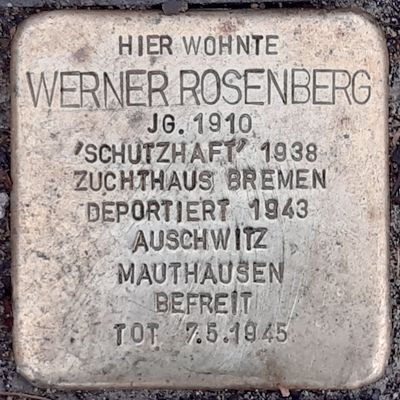 HIER WOHNTE
WERNER ROSENBERG
JG. 1910
'SCHUTZHAFT' 1938
ZUCHTHAUS BREMEN
DEPORTIERT 1943
AUSCHWITZ
MAUTHAUSEN
BEFREIT
TOT 7.5.1945